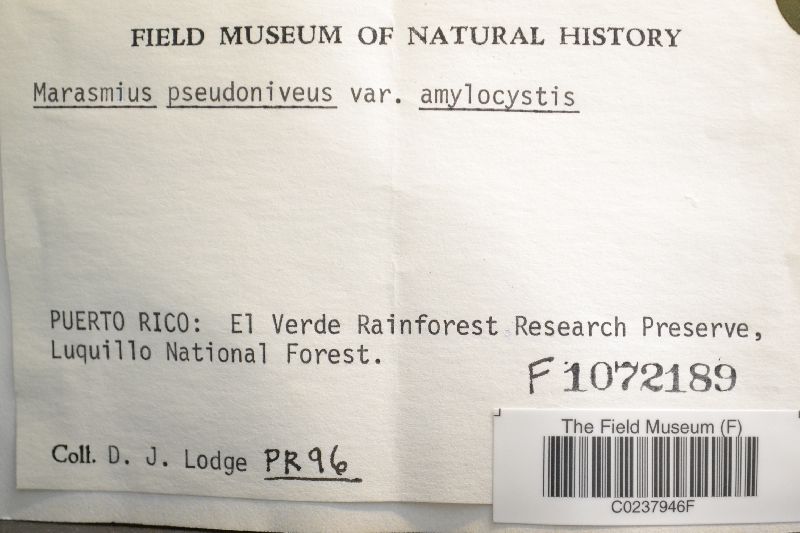 FIELD MUSEUM OF NATURAL HISTORY
Marasmius pseudoniveus var. amylocystis
PUERTO RICO: El Verde Rainforest Research Preserve,
Luquillo National Forest.
F 1072189
Coll. D. J. Lodge PR96
The Field Museum (F)
C0237946F